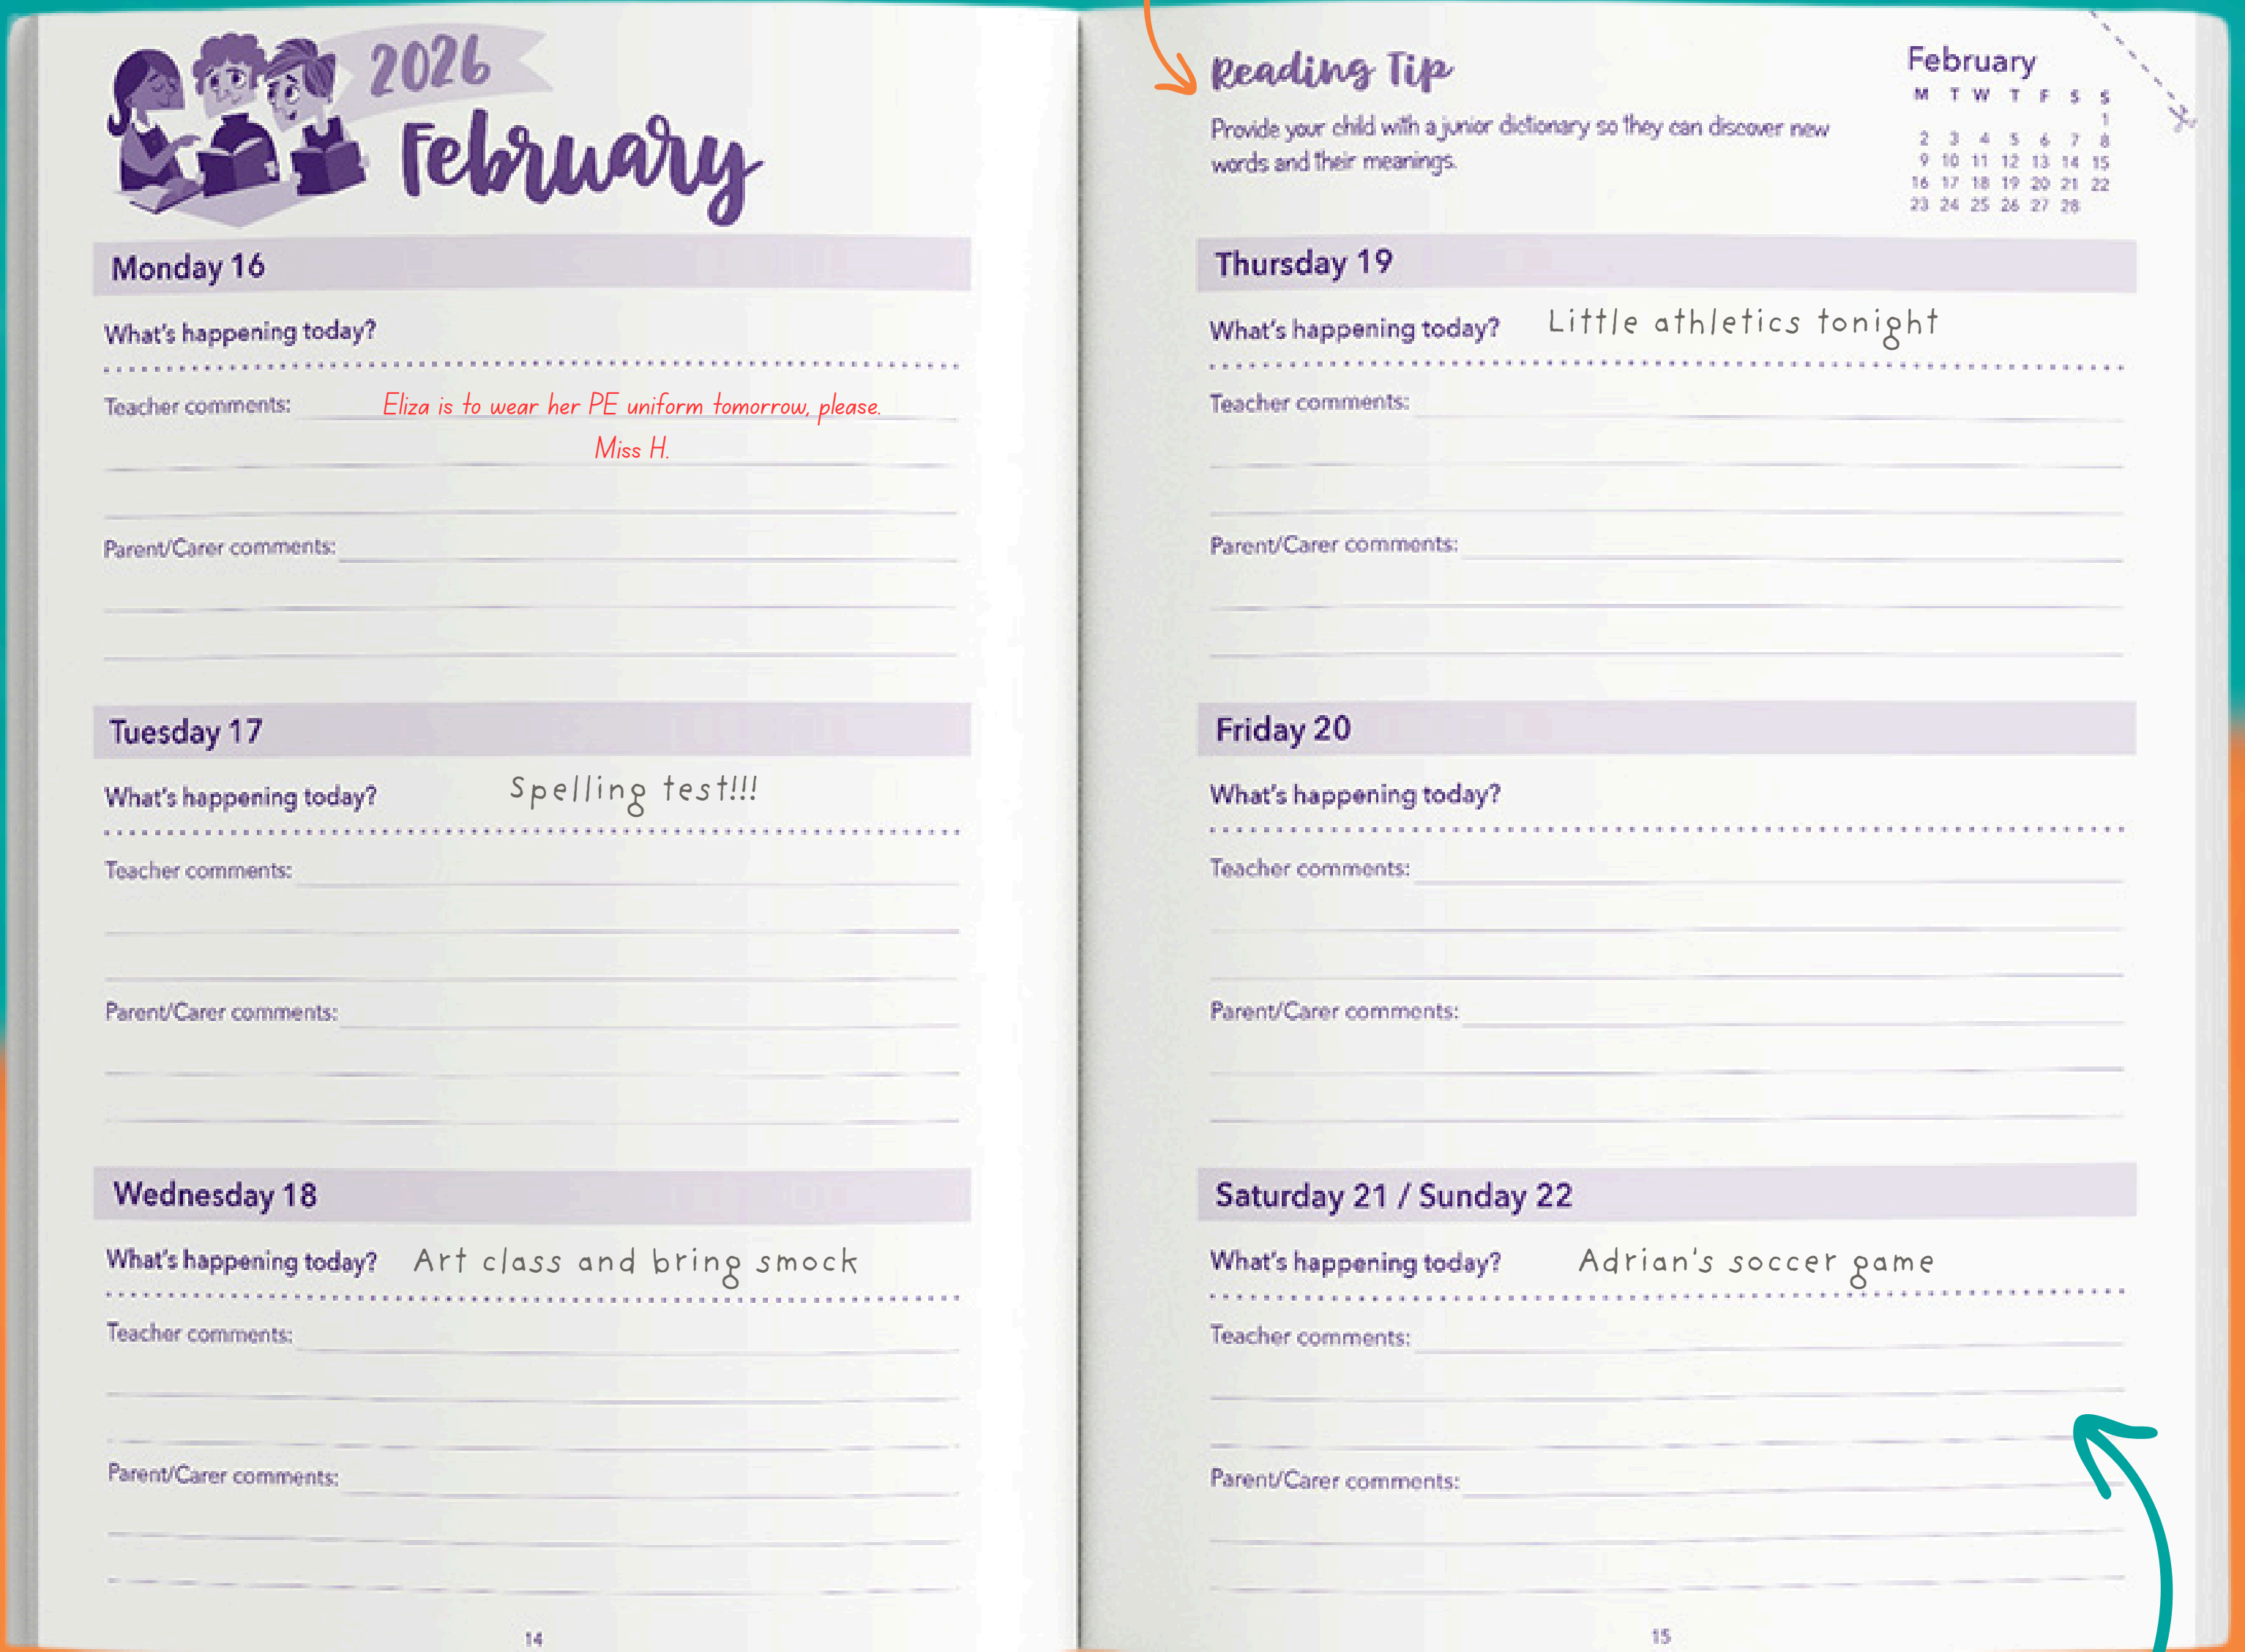 2026
February
Monday 16
What's happening today?
Teacher comments: Eliza is to wear her PE uniform tomorrow, please.
Miss H.
Parent/Carer comments:
Tuesday 17
What's happening today? Spelling test!!!
Teacher comments:
Parent/Carer comments:
Wednesday 18
What's happening today? Art class and bring smock
Teacher comments:
Parent/Carer comments:
14
Reading Tip
Provide your child with a junior dictionary so they can discover new
words and their meanings.
February
M T W T F S S
1
2 3 4 5 6 7 8
9 10 11 12 13 14 15
16 17 18 19 20 21 22
23 24 25 26 27 28
Thursday 19
What's happening today? Little athletics tonight
Teacher comments:
Parent/Carer comments:
Friday 20
What's happening today?
Teacher comments:
Parent/Carer comments:
Saturday 21 / Sunday 22
What's happening today? Adrian's soccer game
Teacher comments:
Parent/Carer comments:
15